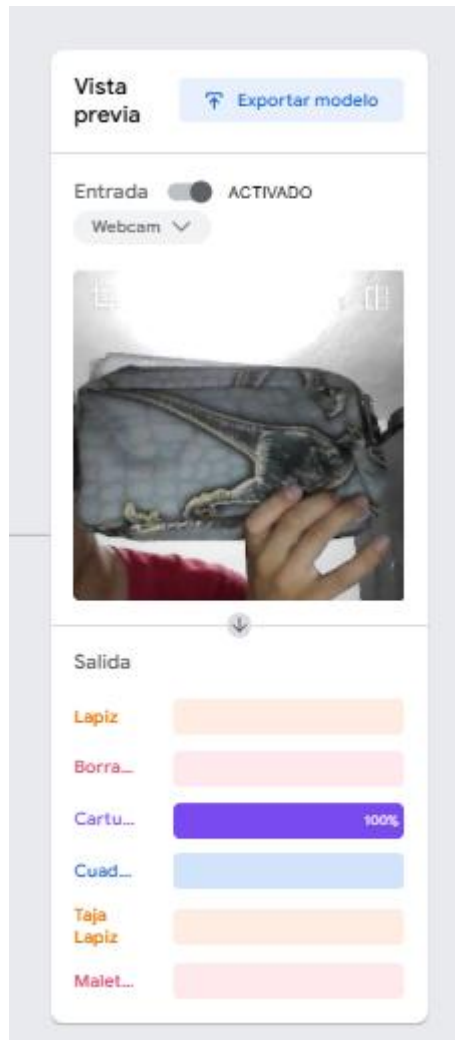 Vista
previa
Exportar modelo
Entrada
ACTIVADO
Webcam
Salida
Lapiz
Borra...
Cartu...
100%
Cuad...
Taja
Lapiz
Malet...